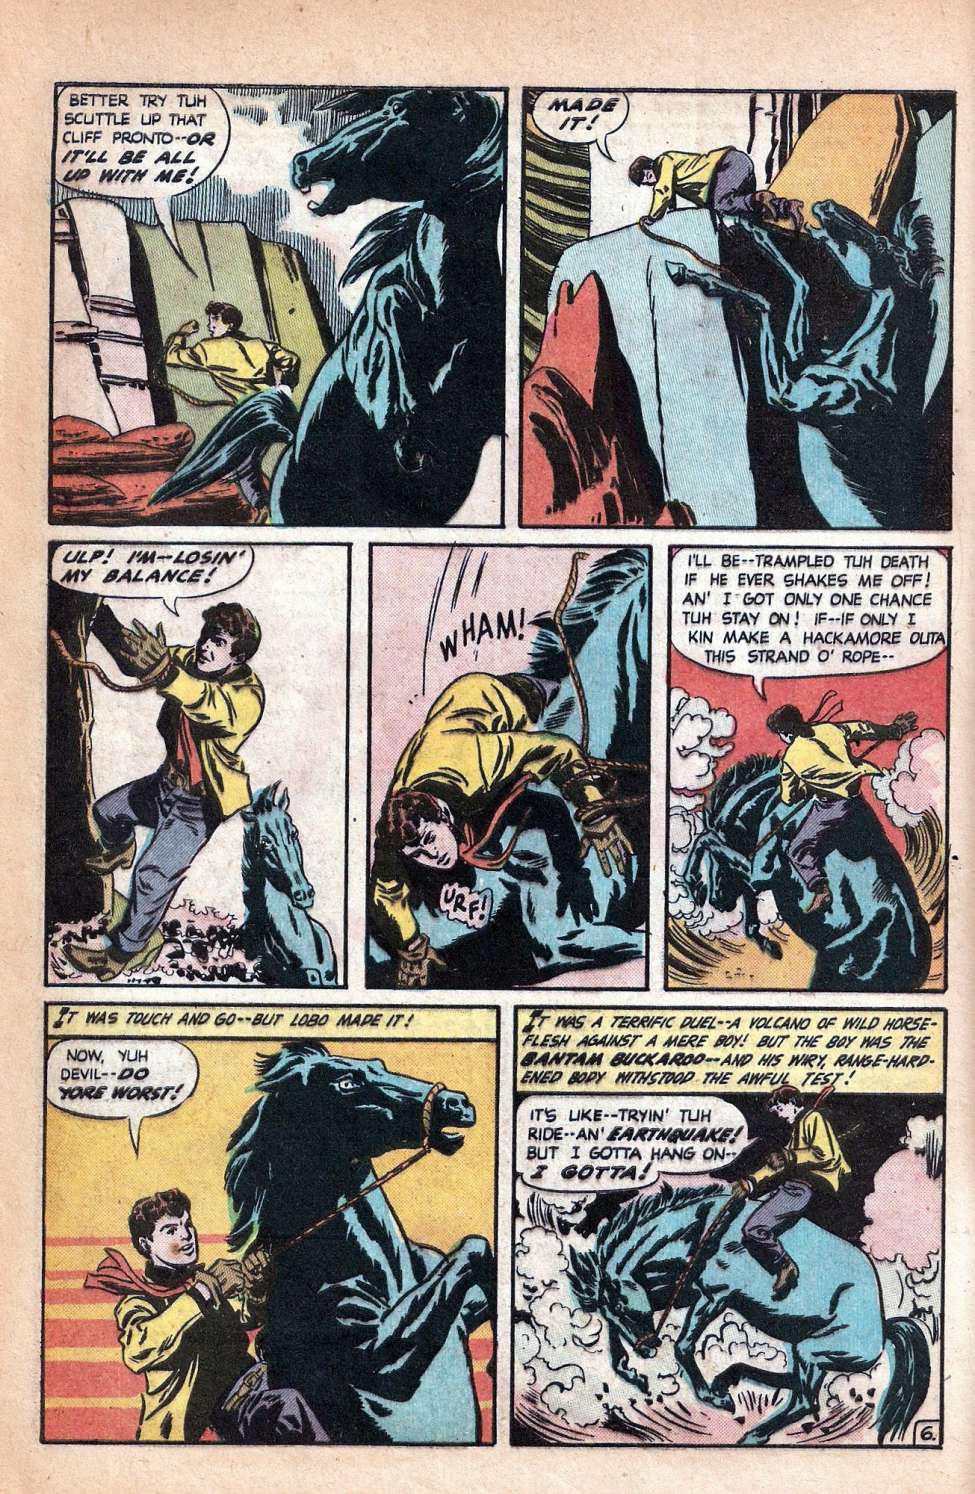 BETTER TRY TUH
SCUTTLE UP THAT
CLIFF PRONTO--OR
IT'LL BE ALL
UP WITH ME!
MADE
IT!
ULP! I'M--LOSIN'
MY BALANCE!
WHAM!
URF!
I'LL BE--TRAMPLED TUH DEATH
IF HE EVER SHAKES ME OFF!
AN' I GOT ONLY ONE CHANCE
TUH STAY ON! IF--IF ONLY I
KIN MAKE A HACKAMORE OUTA
THIS STRAND O' ROPE--
IT WAS TOUCH AND GO--BUT LOBO MADE IT!
NOW, YUH
DEVIL--DO
YORE WORST!
IT WAS A TERRIFIC DUEL--A VOLCANO OF WILD HORSE-
FLESH AGAINST A MERE BOY! BUT THE BOY WAS THE
BANTAM BUCKAROO--AND HIS WIRY, RANGE-HARD-
ENED BODY WITHSTOOD THE AWFUL TEST!
IT'S LIKE--TRYIN' TUH
RIDE--AN' EARTHQUAKE!
BUT I GOTTA HANG ON--
I GOTTA!
6.